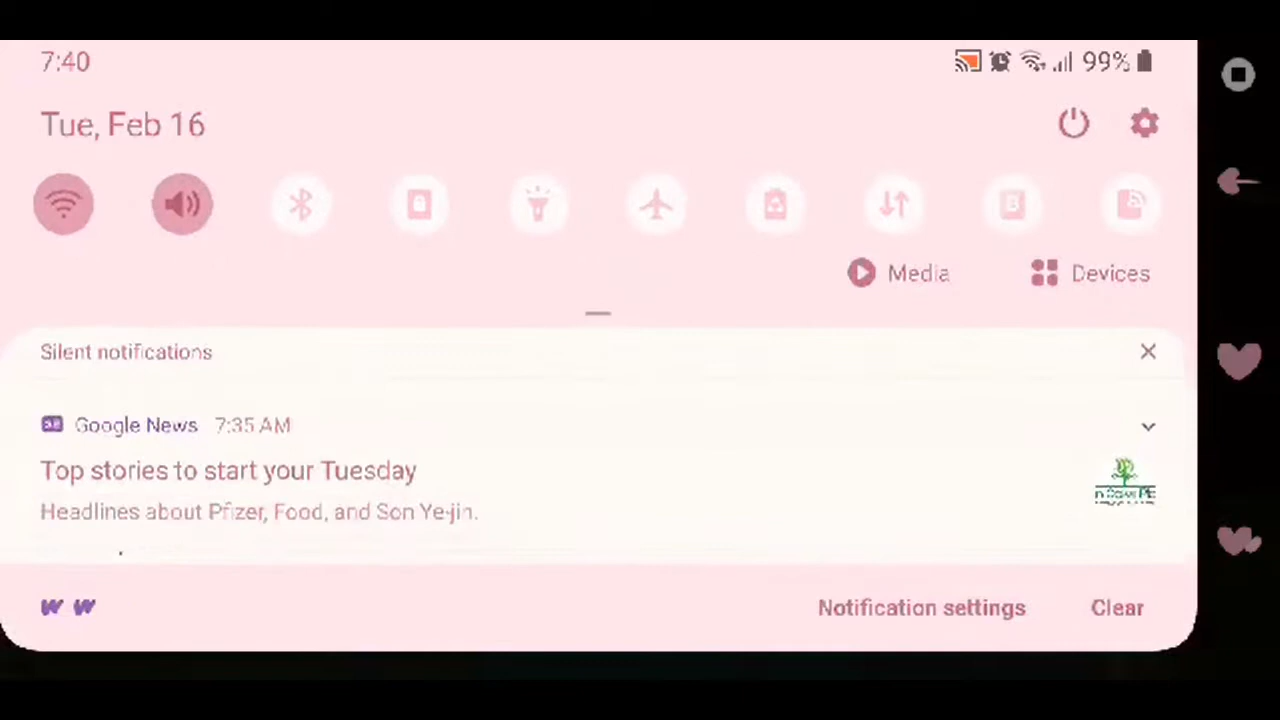 7:40
99%
Tue, Feb 16
Media
Devices
Silent notifications
Google News 7:35 AM
Top stories to start your Tuesday
Headlines about Pfizer, Food, and Son Ye-jin.
Notification settings
Clear